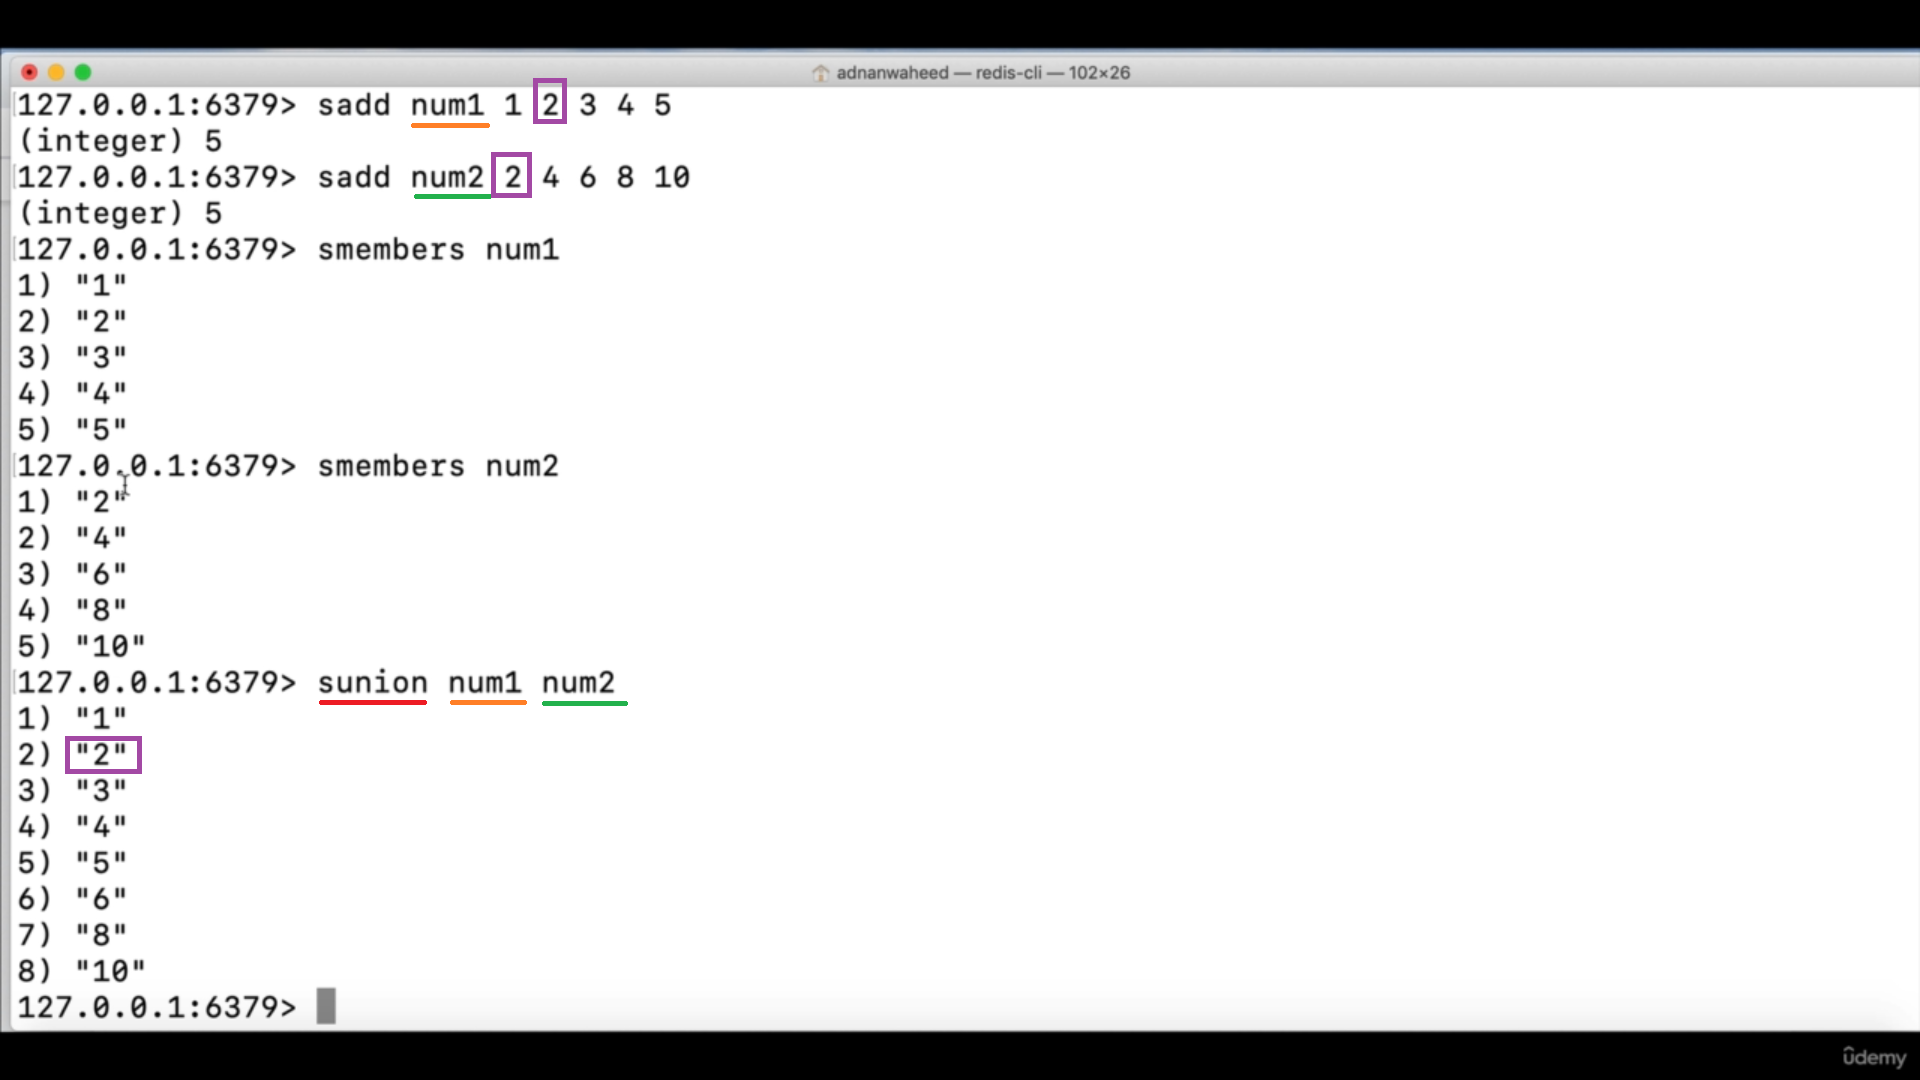 adnanwaheed — redis-cli — 102×26
127.0.0.1:6379> sadd num1 1 2 3 4 5
(integer) 5
127.0.0.1:6379> sadd num2 2 4 6 8 10
(integer) 5
127.0.0.1:6379> smembers num1
1) "1"
2) "2"
3) "3"
4) "4"
5) "5"
127.0.0.1:6379> smembers num2
1) "2"
2) "4"
3) "6"
4) "8"
5) "10"
127.0.0.1:6379> sunion num1 num2
1) "1"
2) "2"
3) "3"
4) "4"
5) "5"
6) "6"
7) "8"
8) "10"
127.0.0.1:6379>
ûdemy